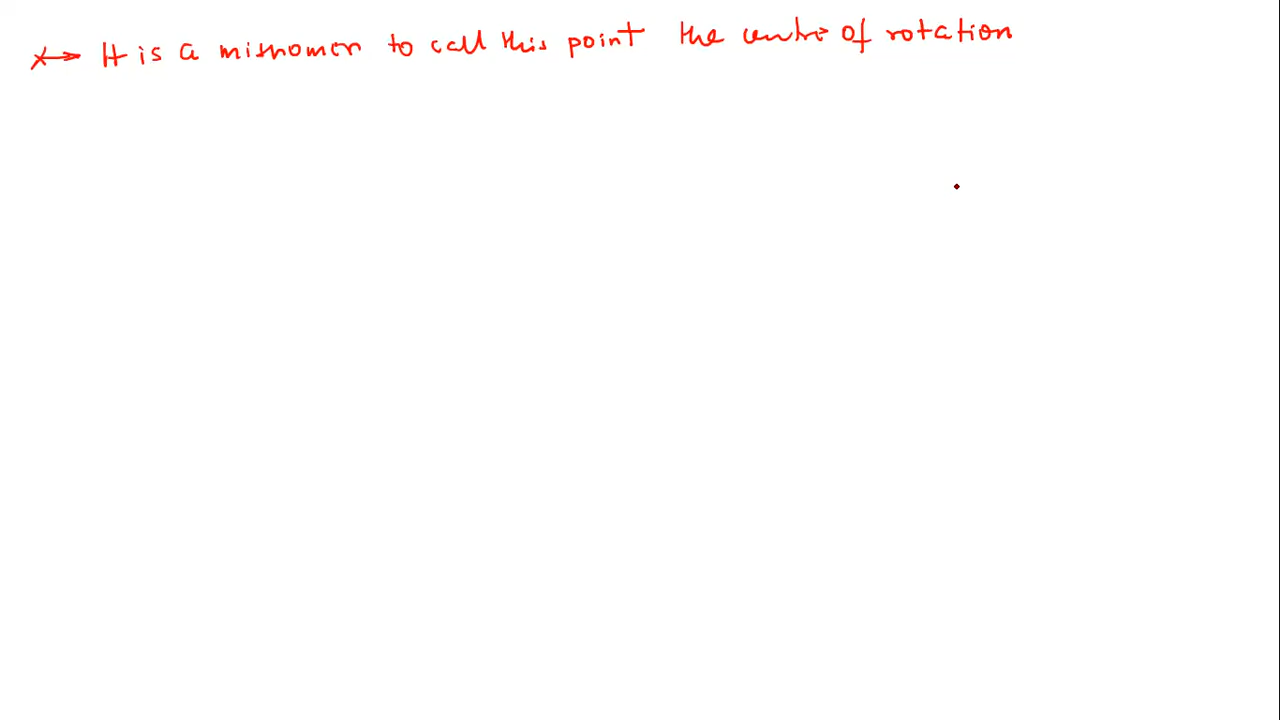 It is a misnomer to call this point the centre of rotation